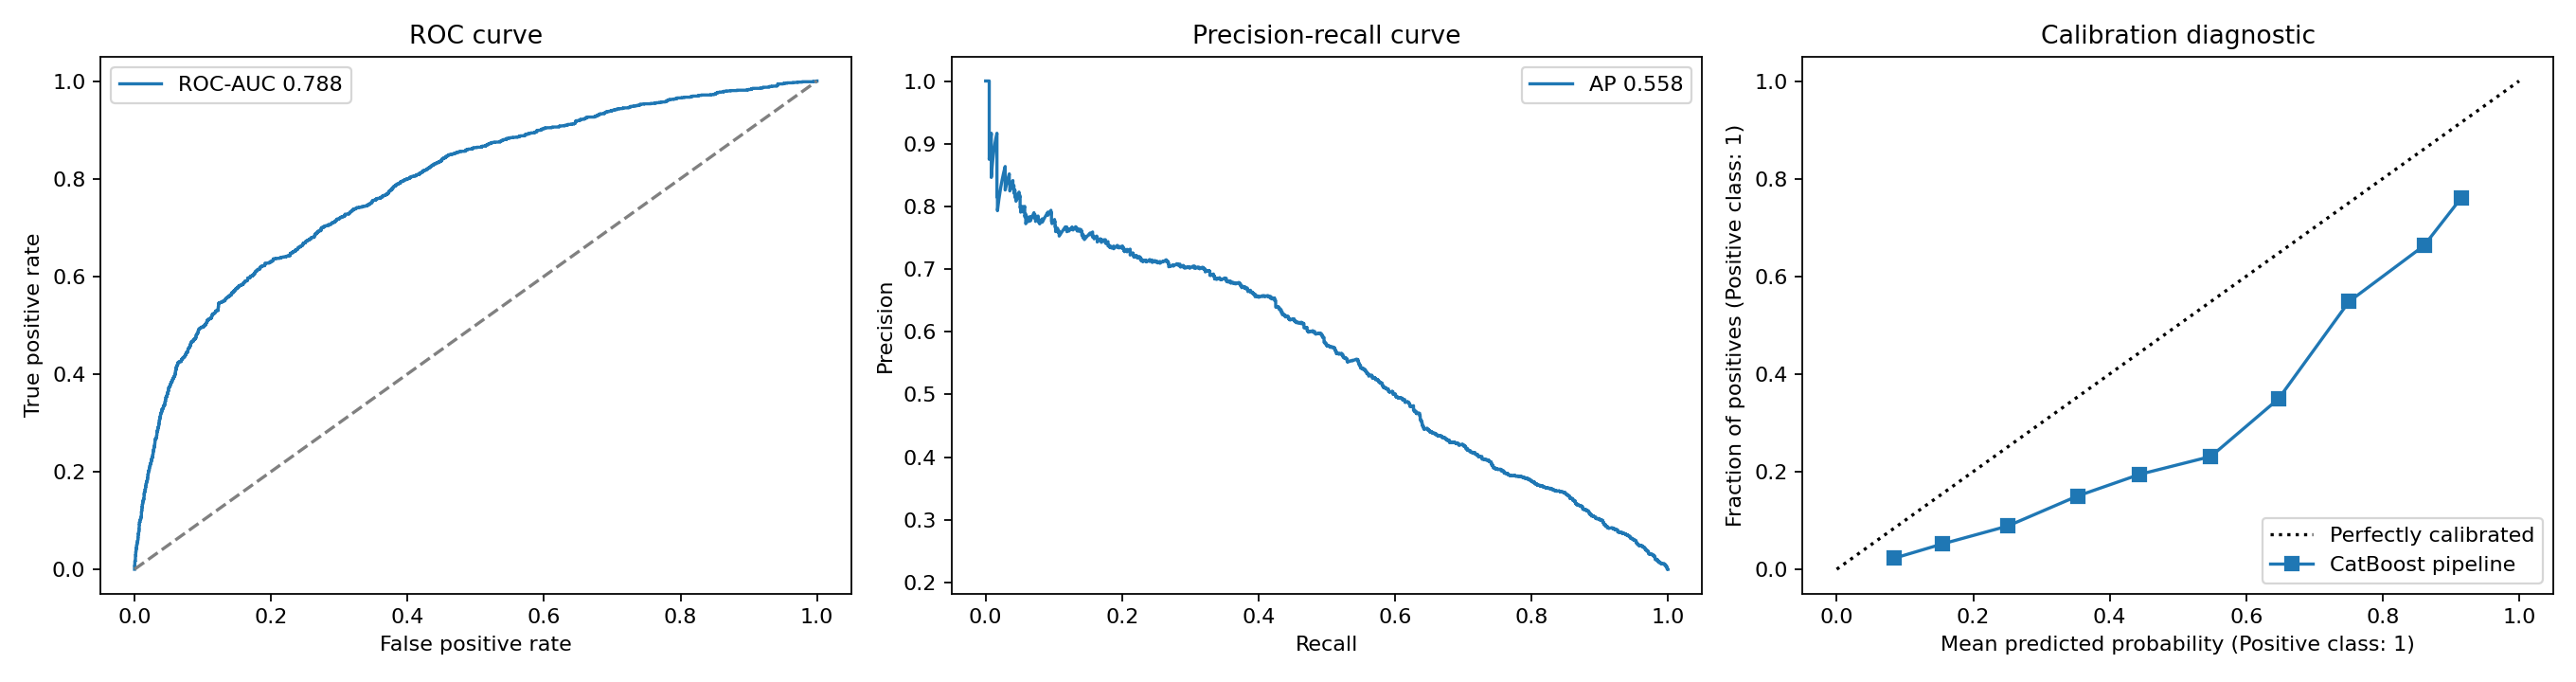 ROC curve
ROC-AUC 0.788
1.0
0.8
0.6
0.4
0.2
0.0
True positive rate
0.0 0.2 0.4 0.6 0.8 1.0
False positive rate
Precision-recall curve
AP 0.558
1.0
0.9
0.8
0.7
0.6
0.5
0.4
0.3
0.2
Precision
0.0 0.2 0.4 0.6 0.8 1.0
Recall
Calibration diagnostic
1.0
0.8
0.6
0.4
0.2
0.0
Fraction of positives (Positive class: 1)
Perfectly calibrated
CatBoost pipeline
0.0 0.2 0.4 0.6 0.8 1.0
Mean predicted probability (Positive class: 1)